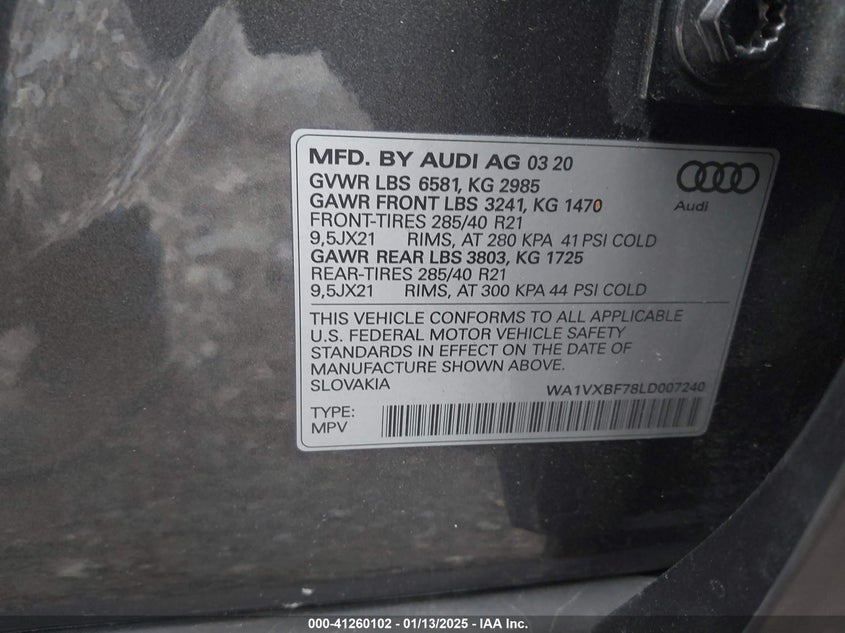 MFD. BY AUDI AG 03 20
GVWR LBS 6581, KG 2985
GAWR FRONT LBS 3241, KG 1470
FRONT-TIRES 285/40 R21
9,5JX21 RIMS, AT 280 KPA 41 PSI COLD
GAWR REAR LBS 3803, KG 1725
REAR-TIRES 285/40 R21
9,5JX21 RIMS, AT 300 KPA 44 PSI COLD
Audi
THIS VEHICLE CONFORMS TO ALL APPLICABLE
U.S. FEDERAL MOTOR VEHICLE SAFETY
STANDARDS IN EFFECT ON THE DATE OF
MANUFACTURE SHOWN ABOVE.
SLOVAKIA WA1VXBF78LD007240
TYPE:
MPV
000-41260102 - 01/13/2025 - IAA Inc.